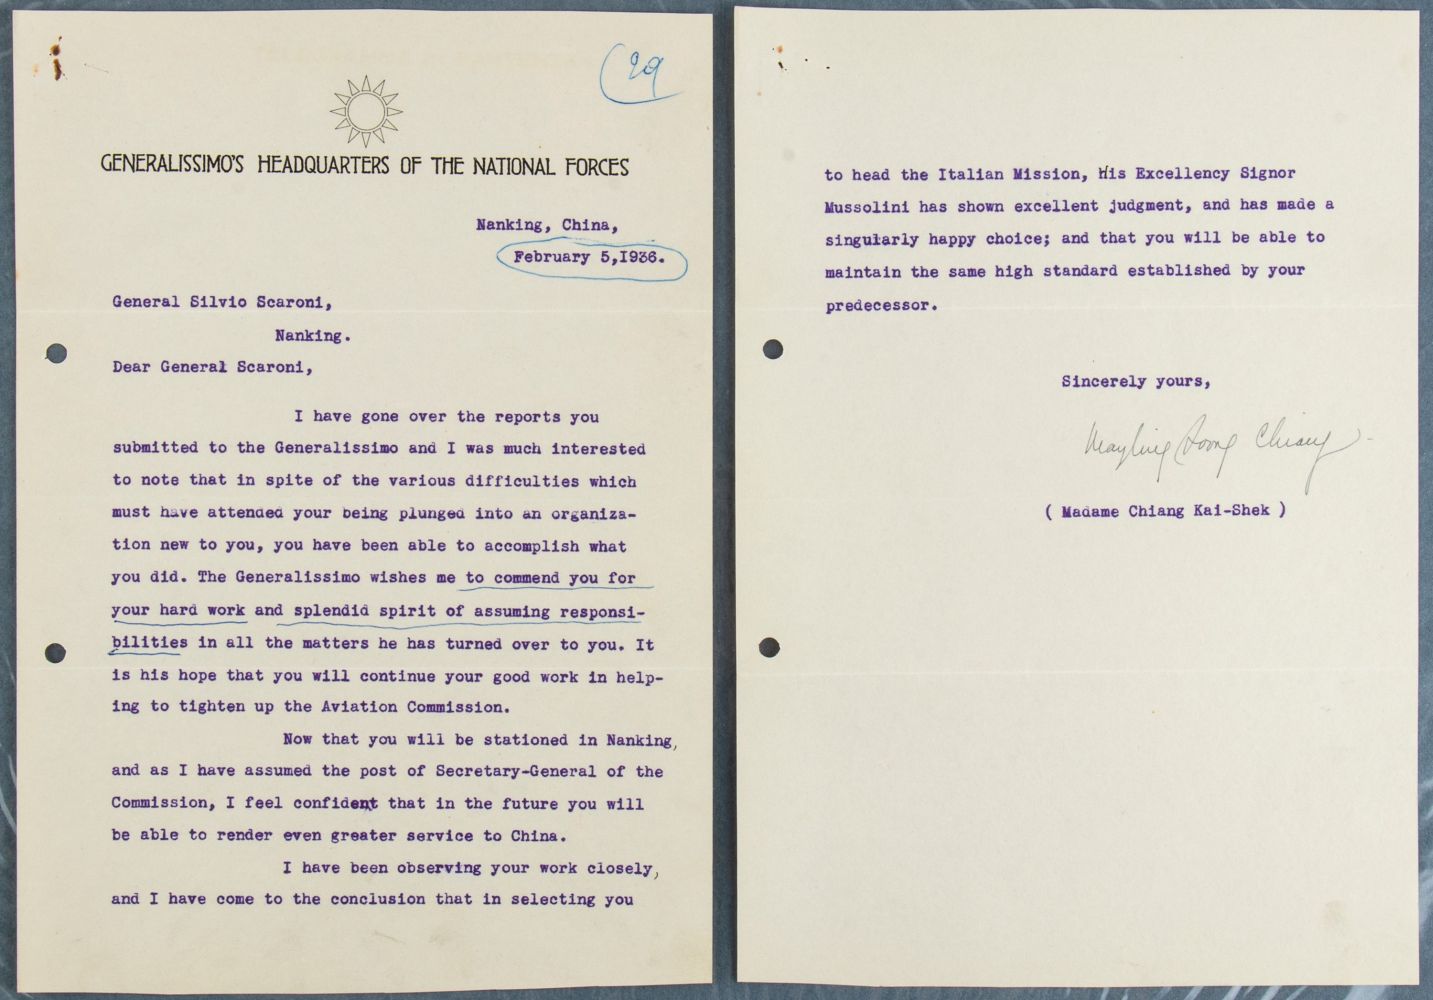 29
GENERALISSIMO'S HEADQUARTERS OF THE NATIONAL FORCES
Nanking, China,
February 5,1936.
General Silvio Scaroni,
Nanking.
Dear General Scaroni,
I have gone over the reports you
submitted to the Generalissimo and I was much interested
to note that in spite of the various difficulties which
must have attended your being plunged into an organiza-
tion new to you, you have been able to accomplish what
you did. The Generalissimo wishes me to commend you for
your hard work and splendid spirit of assuming responsi-
bilities in all the matters he has turned over to you. It
is his hope that you will continue your good work in help-
ing to tighten up the Aviation Commission.
Now that you will be stationed in Nanking,
and as I have assumed the post of Secretary-General of the
Commission, I feel confident that in the future you will
be able to render even greater service to China.
I have been observing your work closely,
and I have come to the conclusion that in selecting you
to head the Italian Mission, His Excellency Signor
Mussolini has shown excellent judgment, and has made a
singularly happy choice; and that you will be able to
maintain the same high standard established by your
predecessor.
Sincerely yours,
Mayling Soong Chiang
( Madame Chiang Kai-Shek )